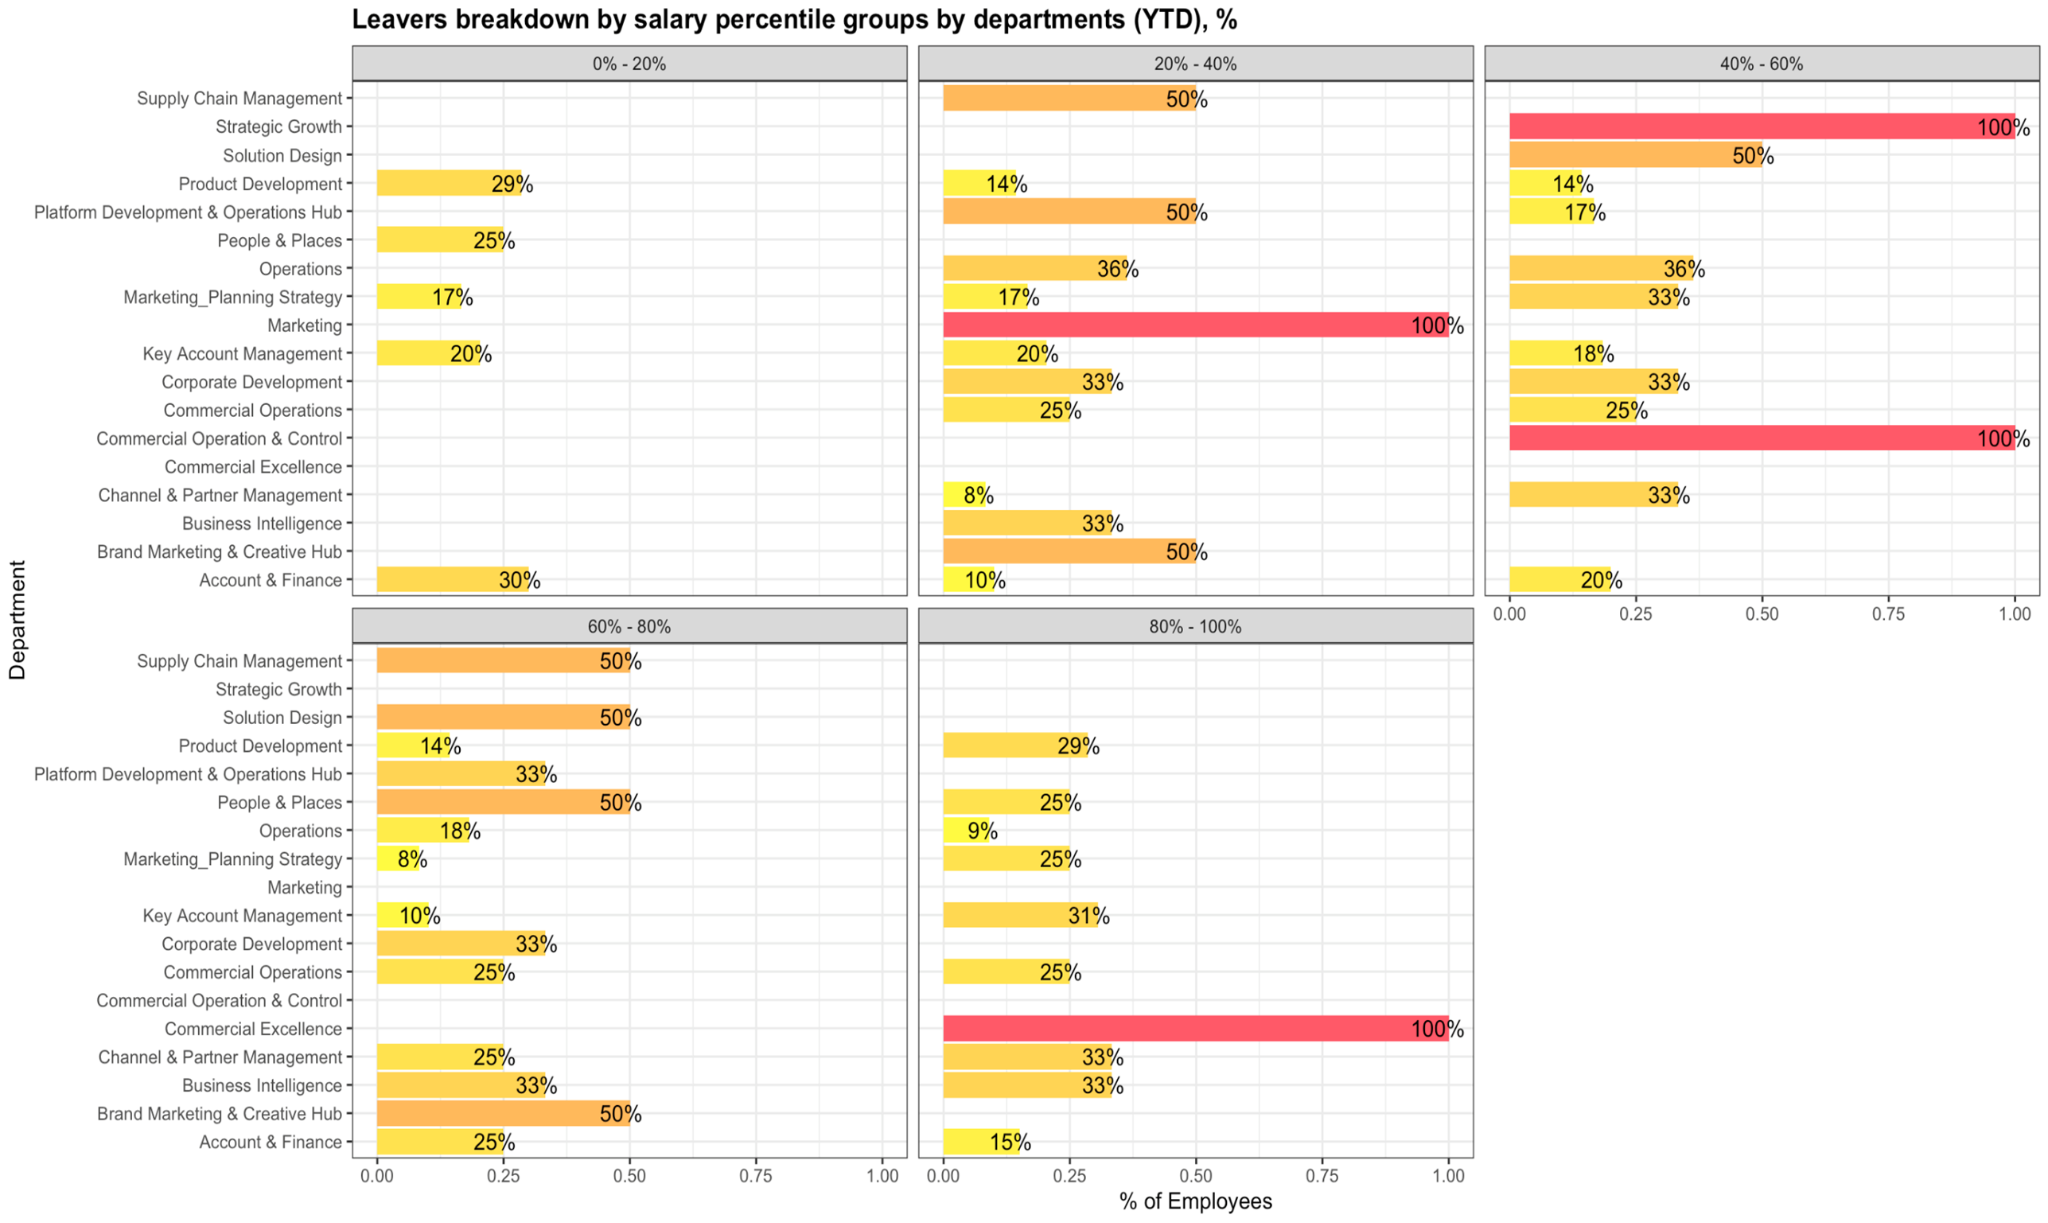 Leavers breakdown by salary percentile groups by departments (YTD), %
0% - 20%
20% - 40%
40% - 60%
Supply Chain Management 50%
Strategic Growth 100%
Solution Design 50%
Product Development 29% 14% 14%
Platform Development & Operations Hub 50% 17%
People & Places 25%
Operations 36% 36%
Marketing_Planning Strategy 17% 17% 33%
Marketing 100%
Key Account Management 20% 20% 18%
Corporate Development 33% 33%
Commercial Operations 25% 25%
Commercial Operation & Control 100%
Commercial Excellence
Channel & Partner Management 8% 33%
Business Intelligence 33%
Brand Marketing & Creative Hub 50%
Account & Finance 30% 10% 20%
0.00 0.25 0.50 0.75 1.00
Department
60% - 80%
80% - 100%
Supply Chain Management 50%
Strategic Growth
Solution Design 50%
Product Development 14% 29%
Platform Development & Operations Hub 33%
People & Places 50% 25%
Operations 18% 9%
Marketing_Planning Strategy 8% 25%
Marketing
Key Account Management 10% 31%
Corporate Development 33%
Commercial Operations 25% 25%
Commercial Operation & Control
Commercial Excellence 100%
Channel & Partner Management 25% 33%
Business Intelligence 33% 33%
Brand Marketing & Creative Hub 50%
Account & Finance 25% 15%
0.00 0.25 0.50 0.75 1.00 0.00 0.25 0.50 0.75 1.00
% of Employees